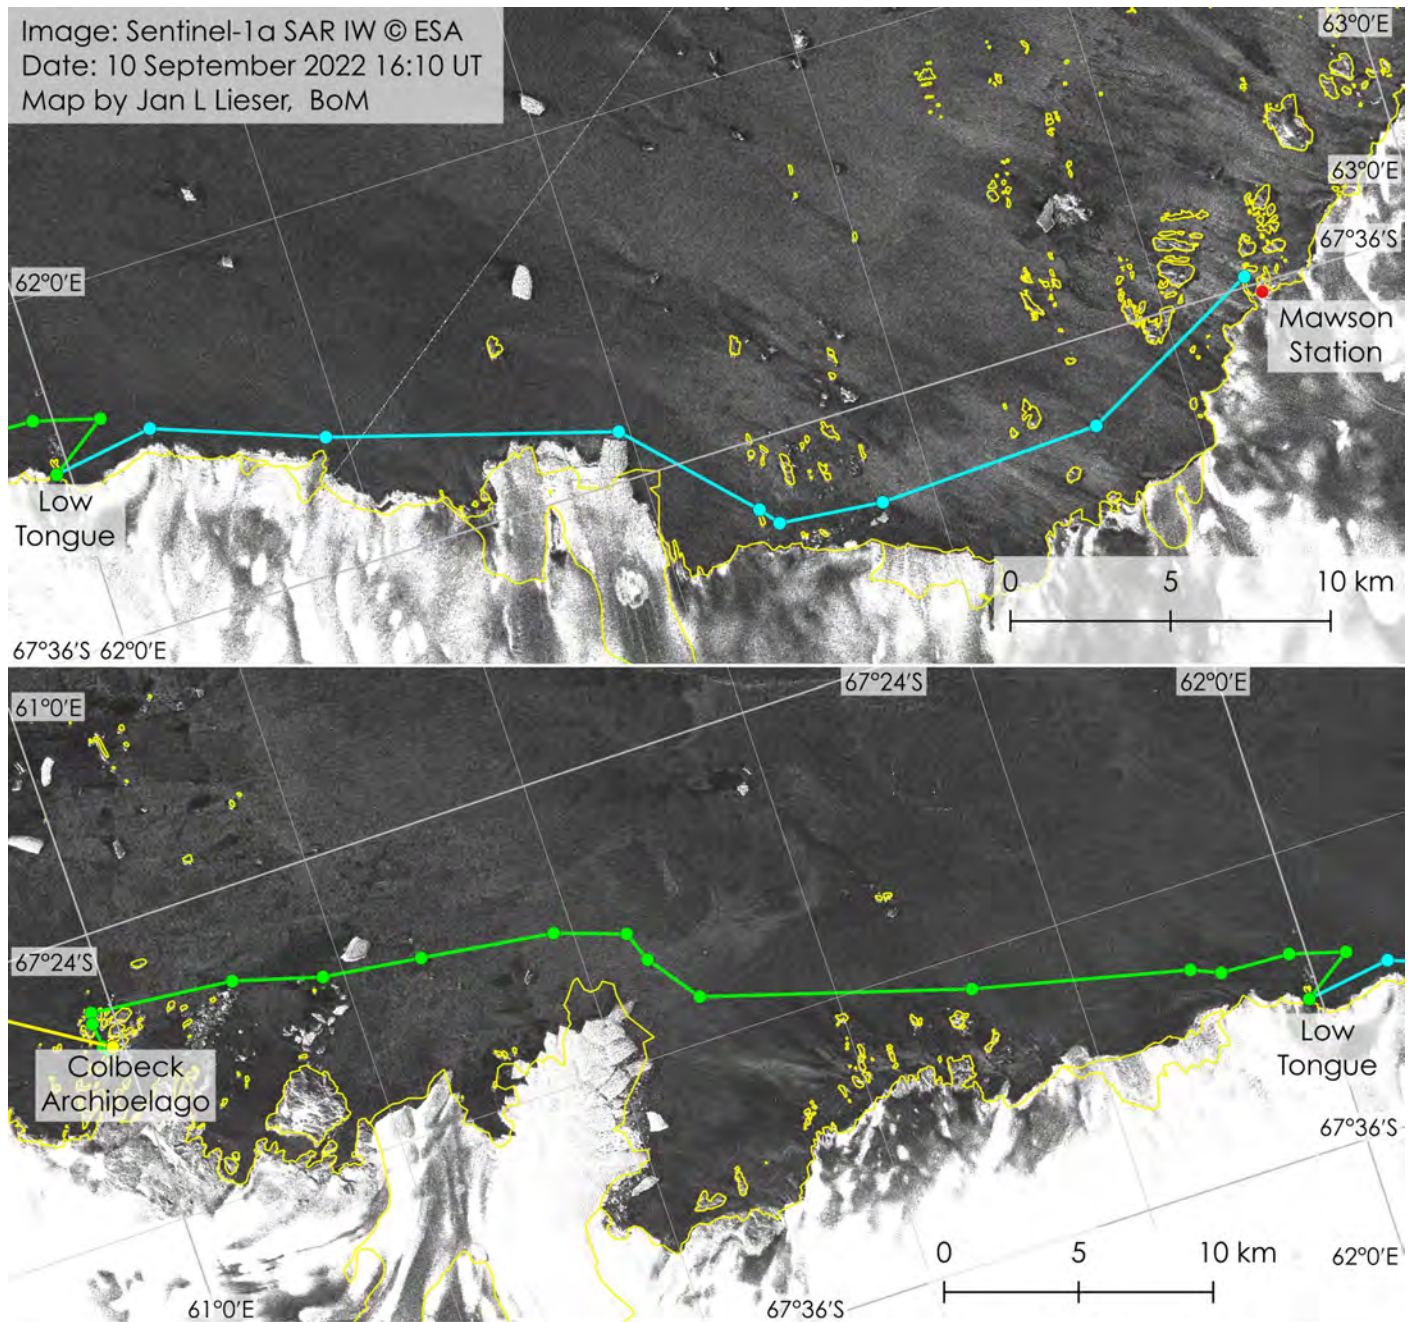 Image: Sentinel-1a SAR IW © ESA
Date: 10 September 2022 16:10 UT
Map by Jan L Lieser, BoM
63°0′E
63°0′E
67°36′S
62°0′E
Mawson
Station
Low
Tongue
0 5 10 km
67°36′S 62°0′E
61°0′E
67°24′S
62°0′E
67°24′S
Colbeck
Archipelago
Low
Tongue
67°36′S
0 5 10 km
62°0′E
61°0′E
67°36′S